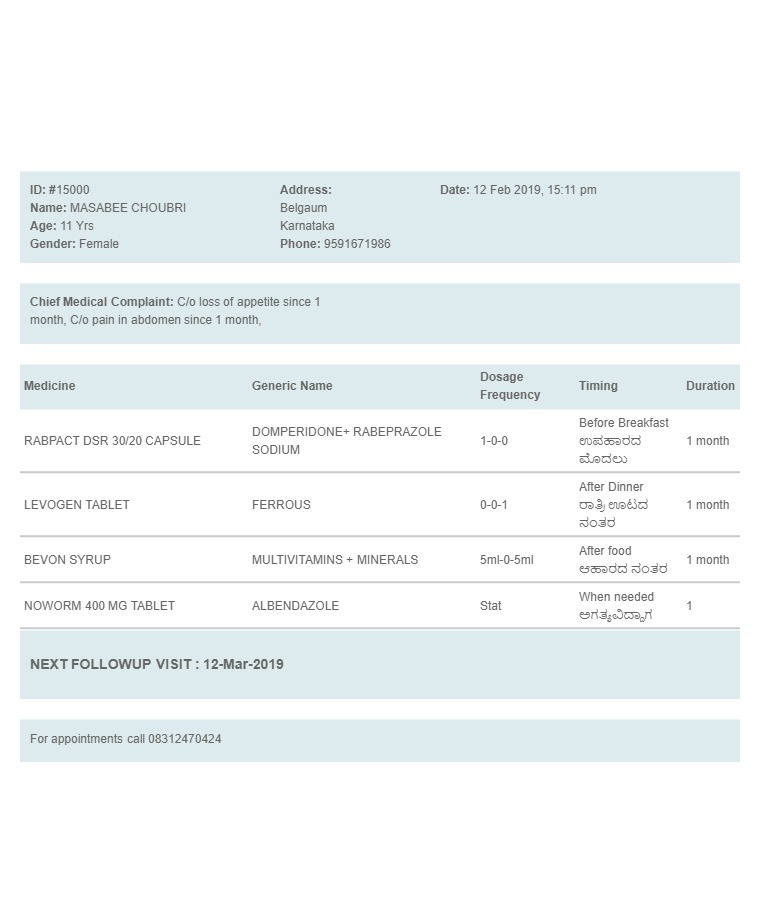 ID: #15000
Name: MASABEE CHOUBRI
Age: 11 Yrs
Gender: Female
Address:
Belgaum
Karnataka
Phone: 9591671986
Date: 12 Feb 2019, 15:11 pm
Chief Medical Complaint: C/o loss of appetite since 1
month, C/o pain in abdomen since 1 month,
Medicine Generic Name Dosage Frequency Timing Duration
RABPACT DSR 30/20 CAPSULE DOMPERIDONE+ RABEPRAZOLE SODIUM 1-0-0 Before Breakfast ಉಪಹಾರದ ಮೊದಲು 1 month
LEVOGEN TABLET FERROUS 0-0-1 After Dinner ರಾತ್ರಿ ಊಟದ ನಂತರ 1 month
BEVON SYRUP MULTIVITAMINS + MINERALS 5ml-0-5ml After food ಆಹಾರದ ನಂತರ 1 month
NOWORM 400 MG TABLET ALBENDAZOLE Stat When needed ಅಗತ್ಯವಿದ್ದಾಗ 1
NEXT FOLLOWUP VISIT : 12-Mar-2019
For appointments call 08312470424